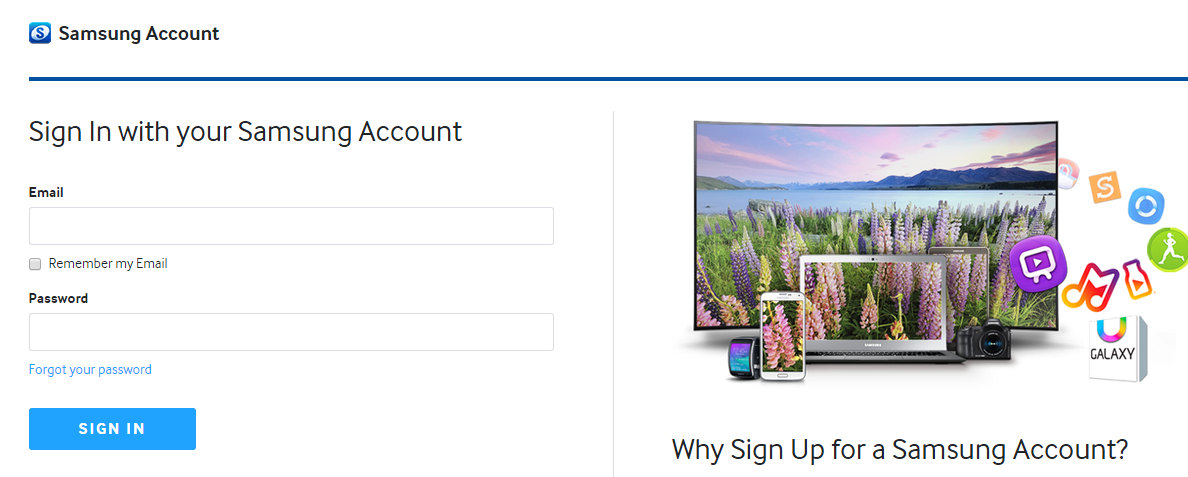 Samsung Account
Sign In with your Samsung Account
Email
Remember my Email
Password
Forgot your password
SIGN IN
SAMSUNG
GALAXY
Why Sign Up for a Samsung Account?